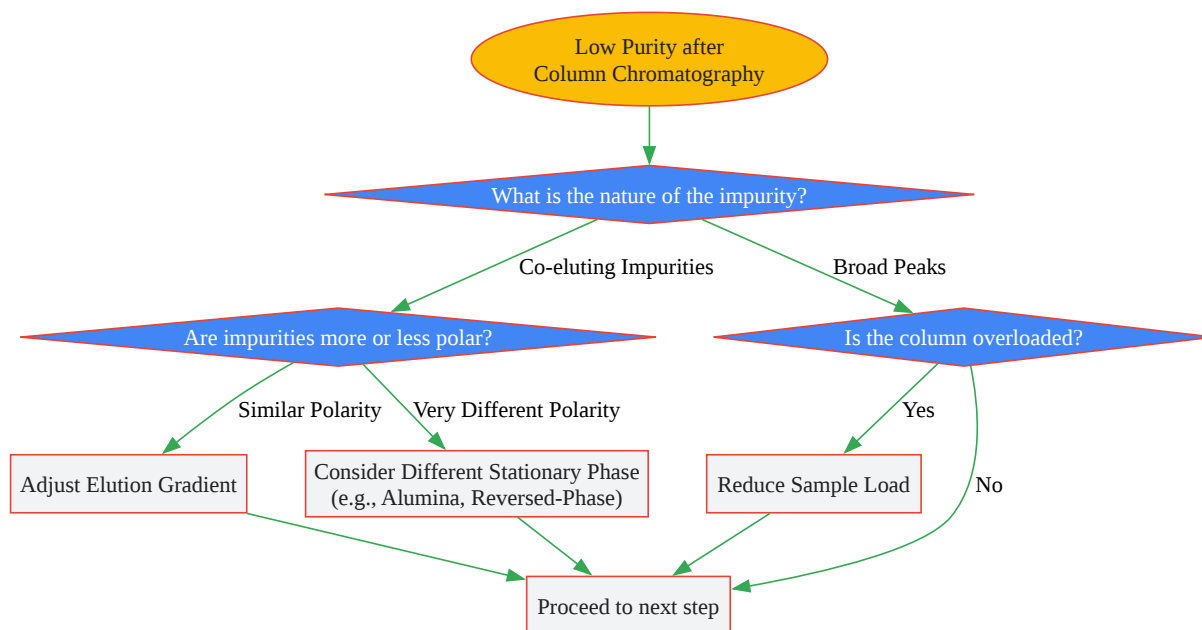 Low Purity after
Column Chromatography
What is the nature of the impurity?
Co-eluting Impurities
Broad Peaks
Are impurities more or less polar?
Is the column overloaded?
Similar Polarity
Very Different Polarity
Yes
Adjust Elution Gradient
Consider Different Stationary Phase
(e.g., Alumina, Reversed-Phase)
Reduce Sample Load
No
Proceed to next step